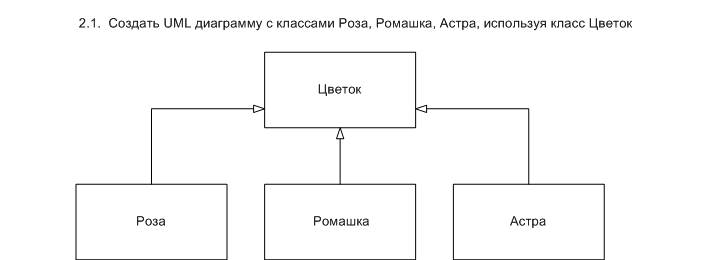 2.1. Создать UML диаграмму с классами Роза, Ромашка, Астра, используя класс Цветок
Цветок
Роза
Ромашка
Астра